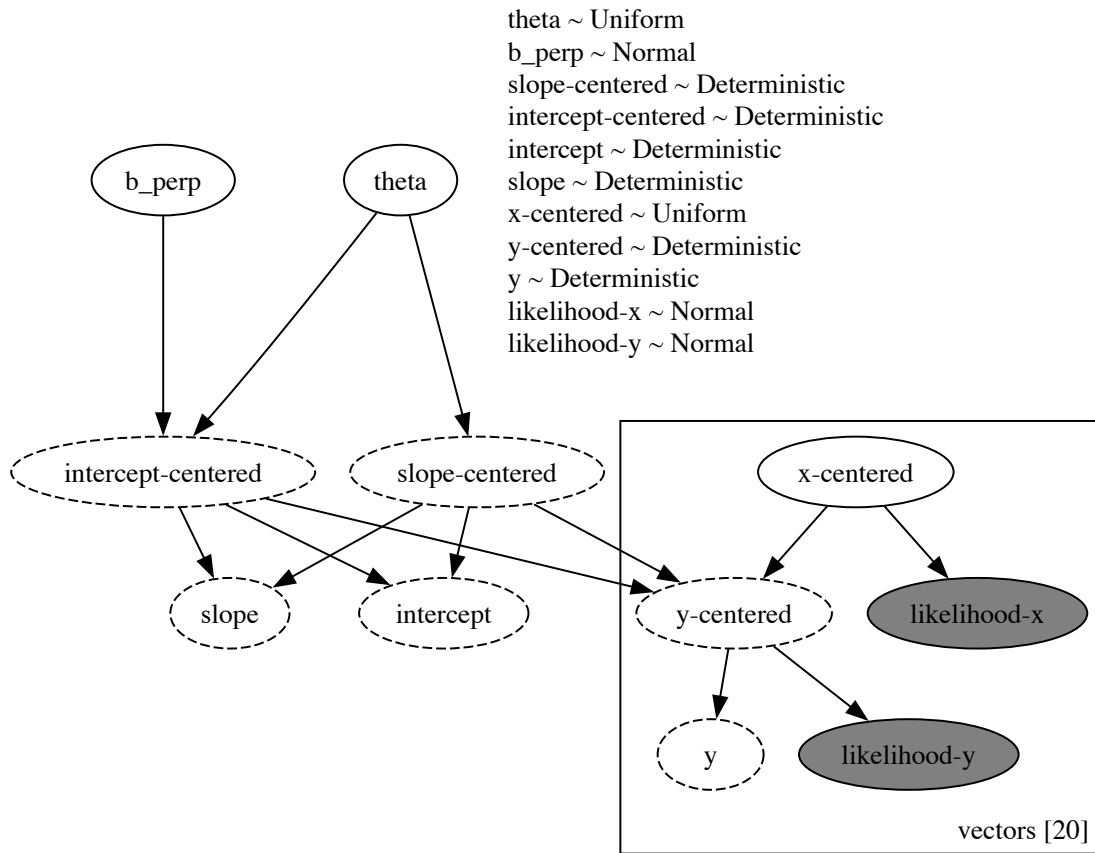 theta ~ Uniform
b_perp ~ Normal
slope-centered ~ Deterministic
intercept-centered ~ Deterministic
intercept ~ Deterministic
slope ~ Deterministic
x-centered ~ Uniform
y-centered ~ Deterministic
y ~ Deterministic
likelihood-x ~ Normal
likelihood-y ~ Normal
b_perp
theta
intercept-centered
slope-centered
x-centered
slope
intercept
y-centered
likelihood-x
y
likelihood-y
vectors [20]